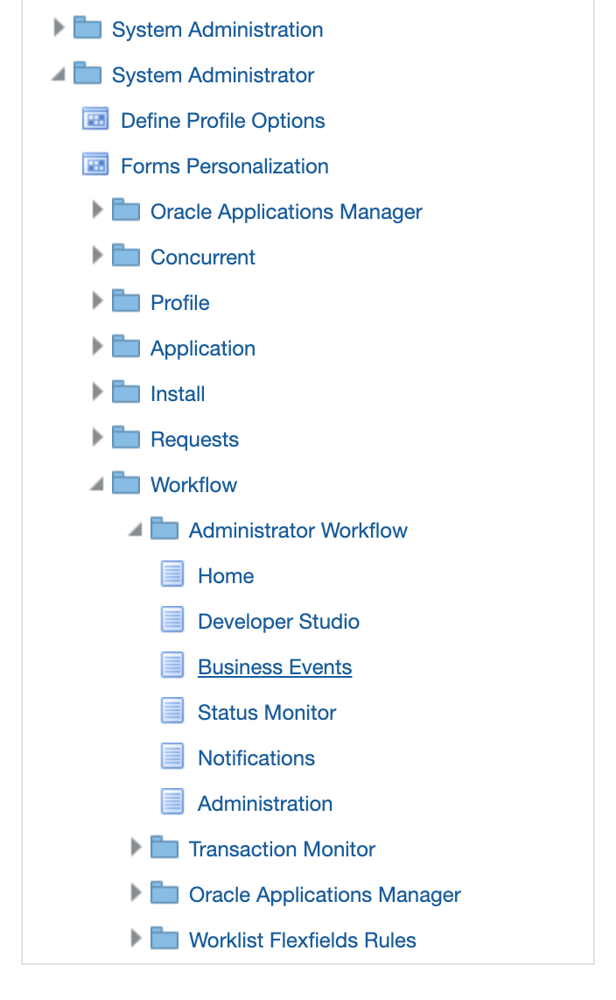 System Administration
System Administrator
Define Profile Options
Forms Personalization
Oracle Applications Manager
Concurrent
Profile
Application
Install
Requests
Workflow
Administrator Workflow
Home
Developer Studio
Business Events
Status Monitor
Notifications
Administration
Transaction Monitor
Oracle Applications Manager
Worklist Flexfields Rules